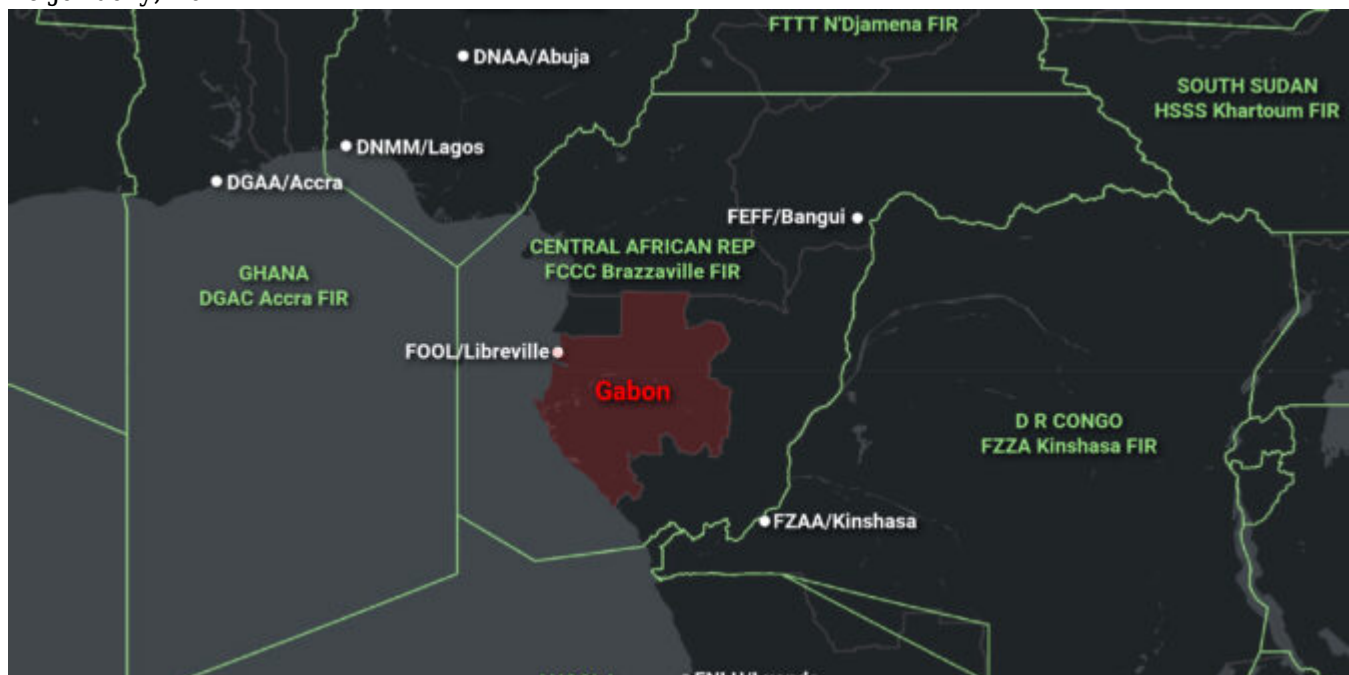 FTTT N'Djamena FIR
DNAA/Abuja
SOUTH SUDAN
HSSS Khartoum FIR
DNMM/Lagos
DGAA/Accra
FEFF/Bangui
CENTRAL AFRICAN REP
FCCC Brazzaville FIR
GHANA
DGAC Accra FIR
FOOL/Libreville
Gabon
D R CONGO
FZZA Kinshasa FIR
FZAA/Kinshasa